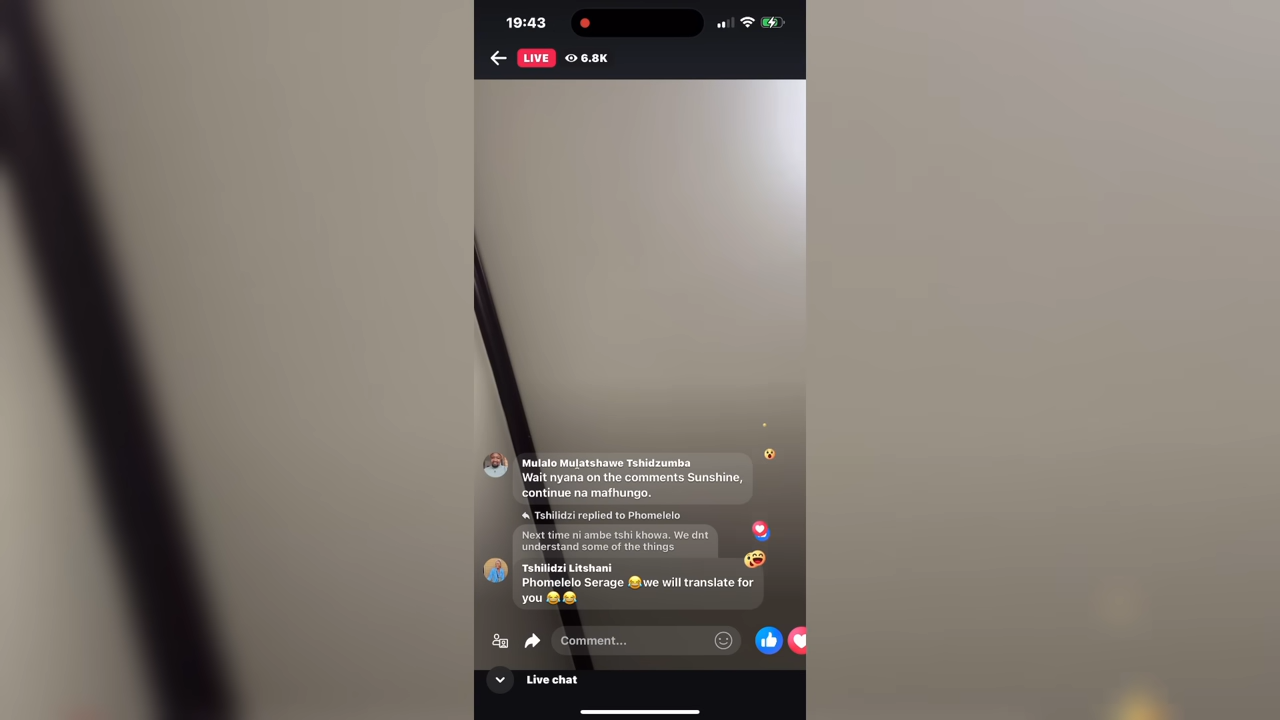 19:43
LIVE 6.8K
Mulalo Mulatshawe Tshidzumba
Wait nyana on the comments Sunshine,
continue na mafhungo.
Tshilidzi replied to Phomelelo
Next time ni ambe tshi khowa. We dnt
understand some of the things
Tshilidzi Litshani
Phomelelo Serage 😂we will translate for
you 😂😂
Comment...
Live chat